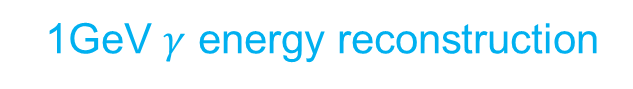 1GeV γ energy reconstruction